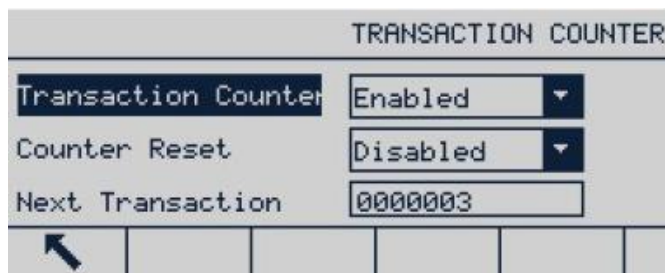 TRANSACTION COUNTER
Transaction Counter Enabled
Counter Reset Disabled
Next Transaction 0000003